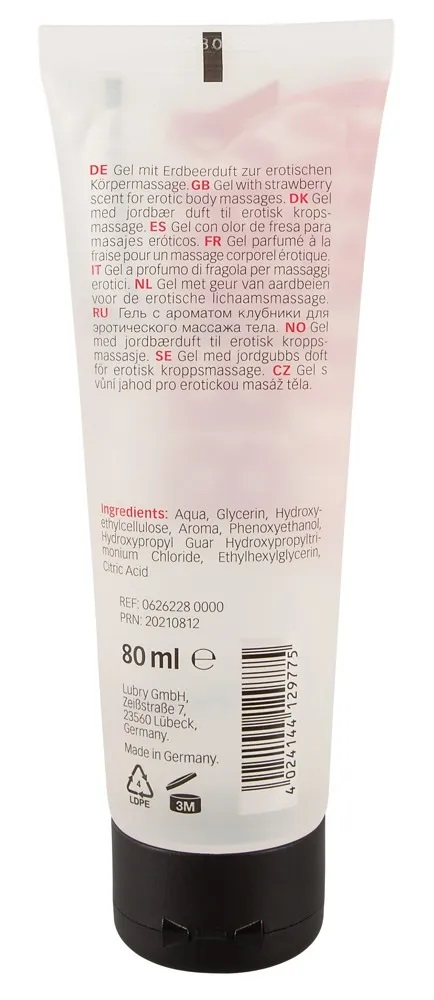 80
DE Gel mit Erdbeerduft zur erotischen
Körpermassage. GB Gel with strawberry
scent for erotic body massages. DK Gel
med jordbær duft til erotisk krops-
massage. ES Gel con olor de fresa para
masajes eróticos. FR Gel parfumé à la
fraise pour un massage corporel érotique.
IT Gel a profumo di fragola per massaggi
erotici. NL Gel met geur van aardbeien
voor de erotische lichaamsmassage.
RU Гель с ароматом клубники для
эротического массажа тела. NO Gel
med jordbærduft til erotisk kropps-
massasje. SE Gel med jordgubbs doft
för erotisk kroppsmassage. CZ Gel s
vůní jahod pro erotickou masáž těla.
Ingredients: Aqua, Glycerin, Hydroxy-
ethylcellulose, Aroma, Phenoxyethanol,
Hydroxypropyl Guar Hydroxypropyltri-
monium Chloride, Ethylhexylglycerin,
Citric Acid
REF: 0626228 0000
PRN: 20210812
80 ml ℮
Lubry GmbH,
Zeißstraße 7,
23560 Lübeck,
Germany.
Made in Germany.
4
LDPE
3M
4 024144 129775